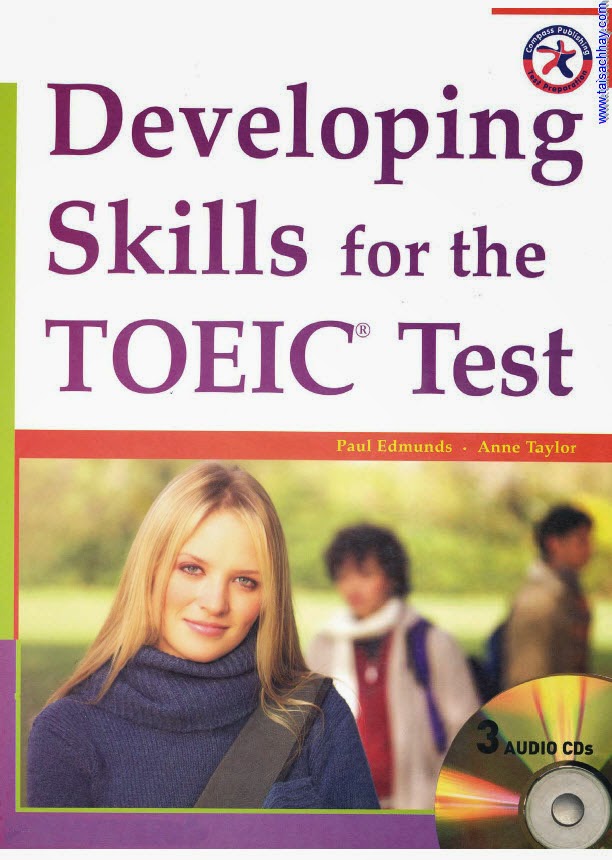 www.taisachhay.com
Compass Publishing
Test Preparation
Developing
Skills for the
TOEIC® Test
Paul Edmunds · Anne Taylor
3 AUDIO CDs